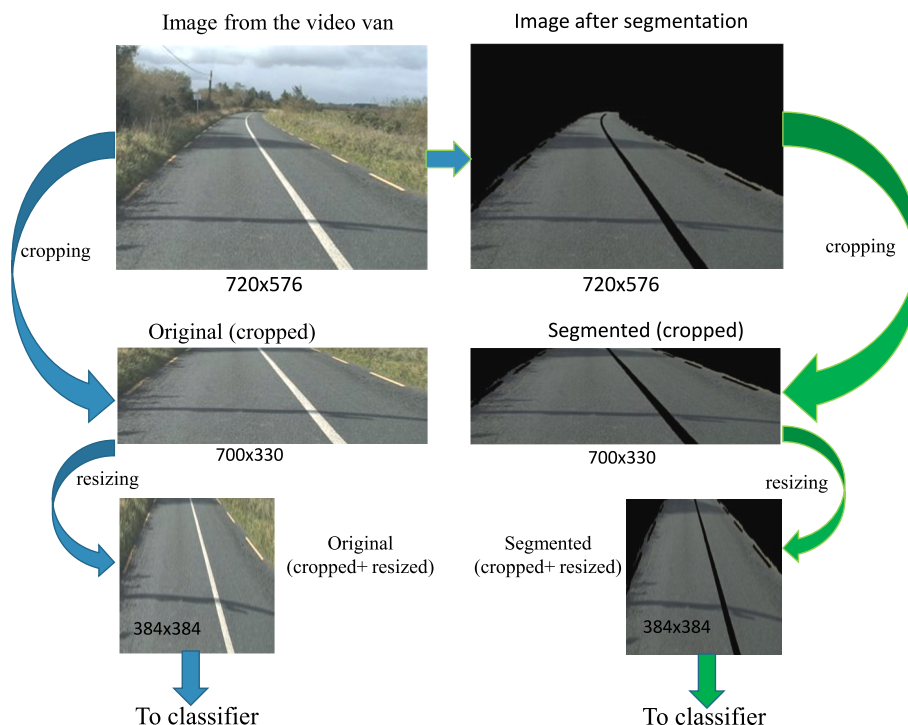 Image from the video van
Image after segmentation
cropping
cropping
720x576
720x576
Original (cropped)
Segmented (cropped)
700x330
700x330
resizing
resizing
Original
(cropped+ resized)
Segmented
(cropped+ resized)
384x384
384x384
To classifier
To classifier